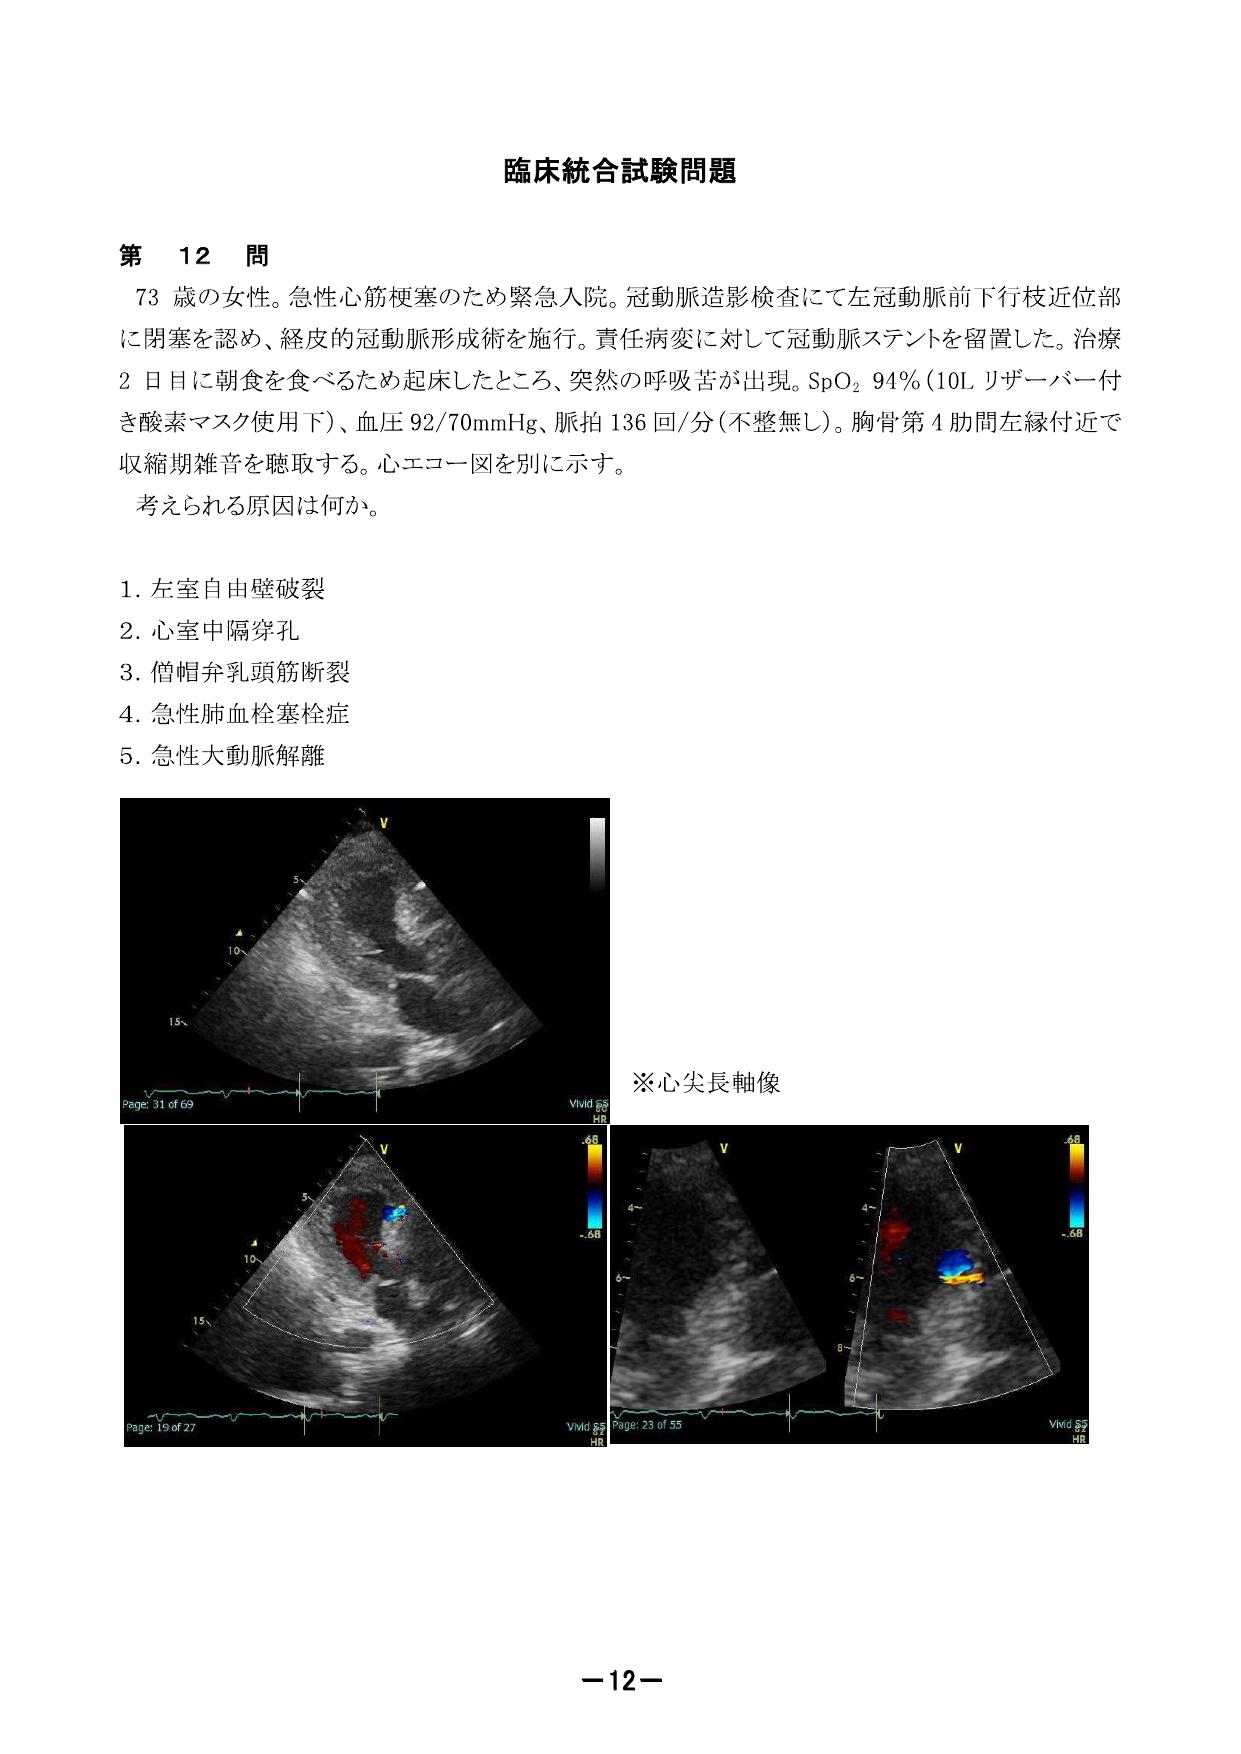 臨床統合試験問題
第 12 問
73 歳の女性。急性心筋梗塞のため緊急入院。冠動脈造影検査にて左冠動脈前下行枝近位部
に閉塞を認め、経皮的冠動脈形成術を施行。責任病変に対して冠動脈ステントを留置した。治療
2 日目に朝食を食べるため起床したところ、突然の呼吸苦が出現。SpO₂ 94%(10L リザーバー付
き酸素マスク使用下)、血圧 92/70mmHg、脈拍 136 回/分(不整無し)。胸骨第 4 肋間左縁付近で
収縮期雑音を聴取する。心エコー図を別に示す。
考えられる原因は何か。
1. 左室自由壁破裂
2. 心室中隔穿孔
3. 僧帽弁乳頭筋断裂
4. 急性肺血栓塞栓症
5. 急性大動脈解離
V
5
10
15
Page: 31 of 69
Vivid S5
HR
※心尖長軸像
V
.68
-.68
5
10
15
Page: 19 of 27
Vivid S5
82
HR
V
4
6
V
.68
-.68
4
6
8
Page: 23 of 55
Vivid S5
82
HR
－12－